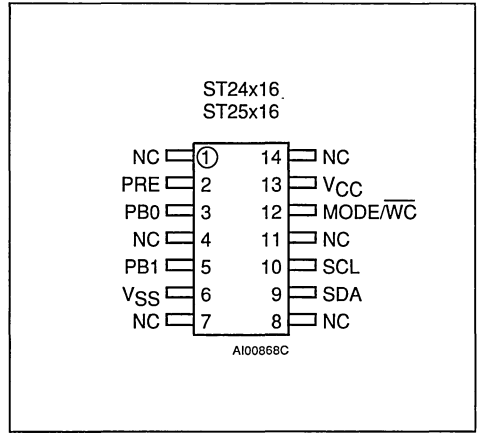 ST24x16
ST25x16
NC 1 14 NC
PRE 2 13 VCC
PB0 3 12 MODE/W̅C̅
NC 4 11 NC
PB1 5 10 SCL
VSS 6 9 SDA
NC 7 8 NC
AI00868C